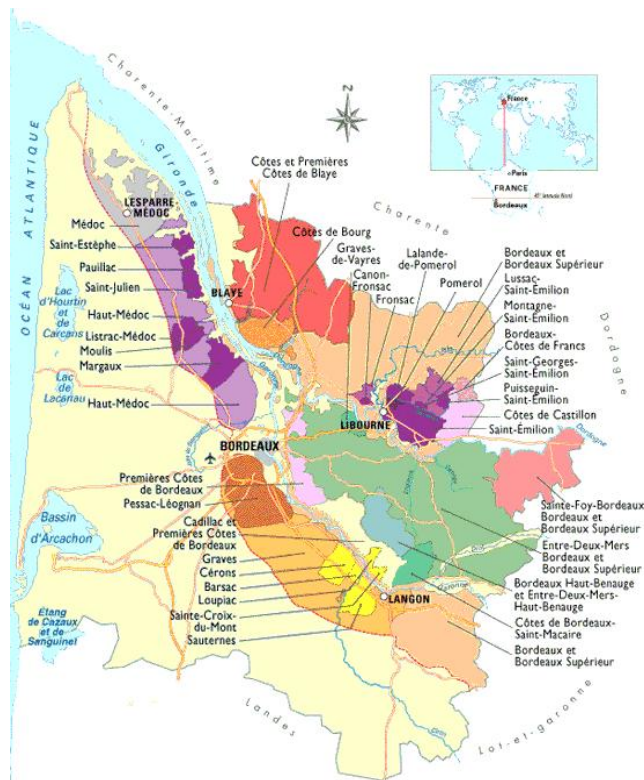 Charente-Maritime
N
France
Paris
FRANCE
45° latitude Nord
Bordeaux
OCÉAN ATLANTIQUE
Gironde
Côtes et Premières
Côtes de Blaye
Charente
LESPARRE-
MÉDOC
Médoc
Saint-Estèphe
Pauillac
Saint-Julien
Haut-Médoc
Listrac-Médoc
Moulis
Margaux
Haut-Médoc
Lac
d'Hourtin
et de
Carcans
Lac
de
Lacanau
BLAYE
Côtes de Bourg
Graves-
de-Vayres
Canon-
Fronsac
Fronsac
Lalande-
de-Pomerol
Pomerol
Bordeaux et
Bordeaux Supérieur
Lussac-
Saint-Émilion
Montagne-
Saint-Émilion
Bordeaux-
Côtes de Francs
Saint-Georges-
Saint-Émilion
Puisseguin-
Saint-Émilion
Côtes de Castillon
Saint-Émilion
Dordogne
LIBOURNE
Dordogne
BORDEAUX
Premières Côtes
de Bordeaux
Pessac-Léognan
Cadillac et
Premières Côtes
de Bordeaux
Graves
Cérons
Barsac
Loupiac
Sainte-Croix-
du-Mont
Sauternes
Bassin
d'Arcachon
Étang
de Cazaux
et de
Sanguinet
Garonne
LANGON
Sainte-Foy-Bordeaux
Bordeaux et
Bordeaux Supérieur
Entre-Deux-Mers
Bordeaux et
Bordeaux Supérieur
Bordeaux Haut-Benauge
et Entre-Deux-Mers-
Haut-Benauge
Côtes de Bordeaux-
Saint-Macaire
Bordeaux et
Bordeaux Supérieur
Landes
Lot-et-garonne